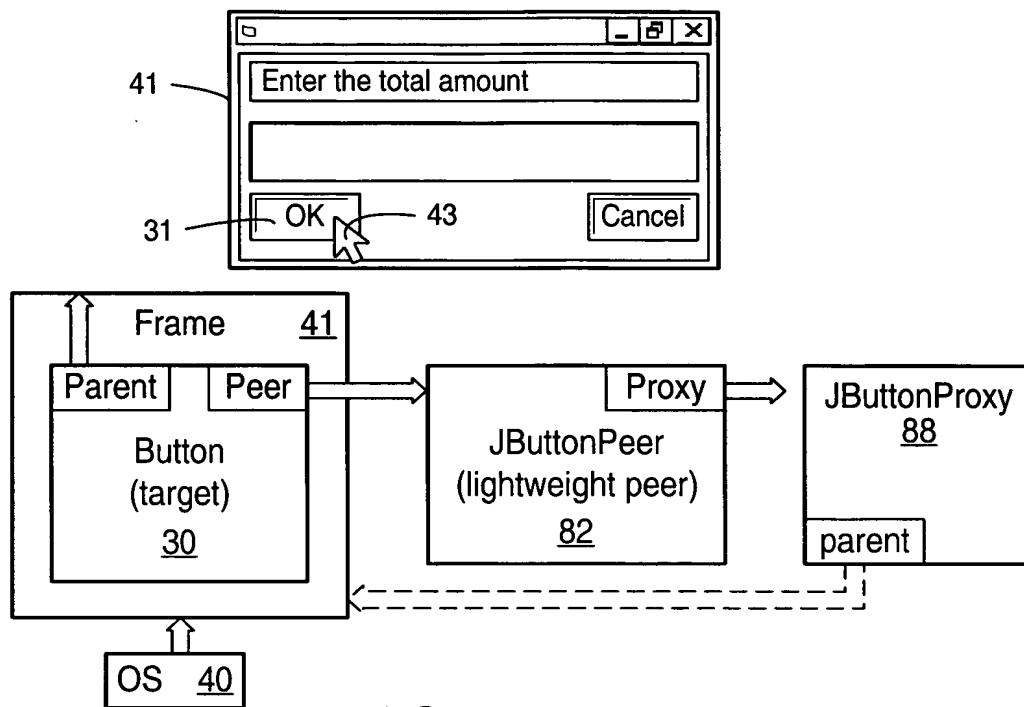 41
Enter the total amount
OK
43
31
Cancel
Frame 41
Parent
Peer
Button
(target)
30
Proxy
JButtonPeer
(lightweight peer)
82
JButtonProxy
88
parent
OS 40